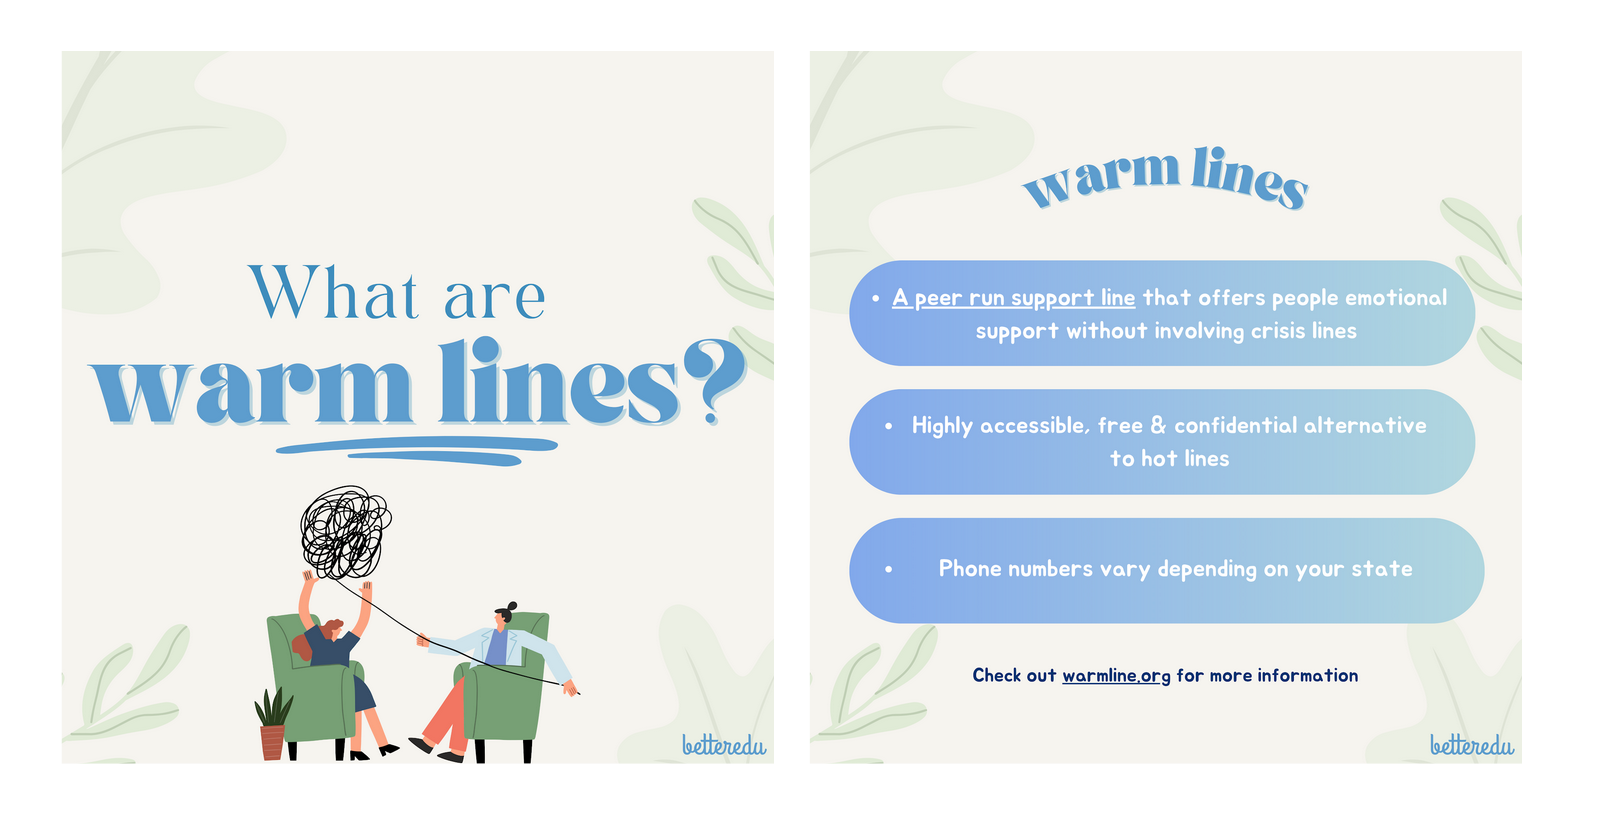 What are
warm lines?
betteredu
warm lines
• A peer run support line that offers people emotional
support without involving crisis lines
• Highly accessible, free & confidential alternative
to hot lines
• Phone numbers vary depending on your state
Check out warmline.org for more information
betteredu